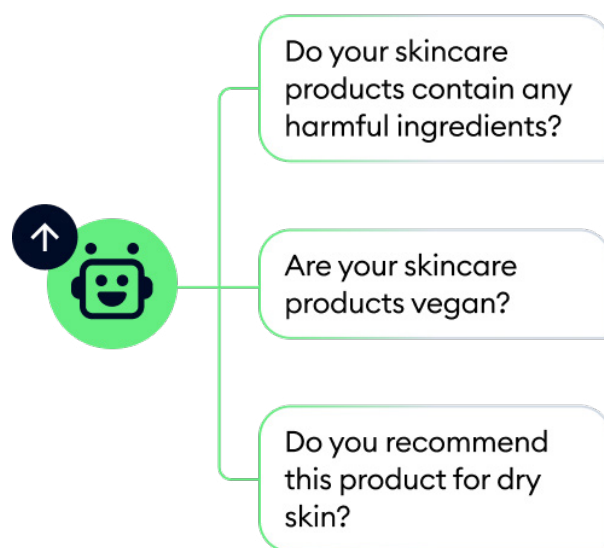 Do your skincare
products contain any
harmful ingredients?
Are your skincare
products vegan?
Do you recommend
this product for dry
skin?